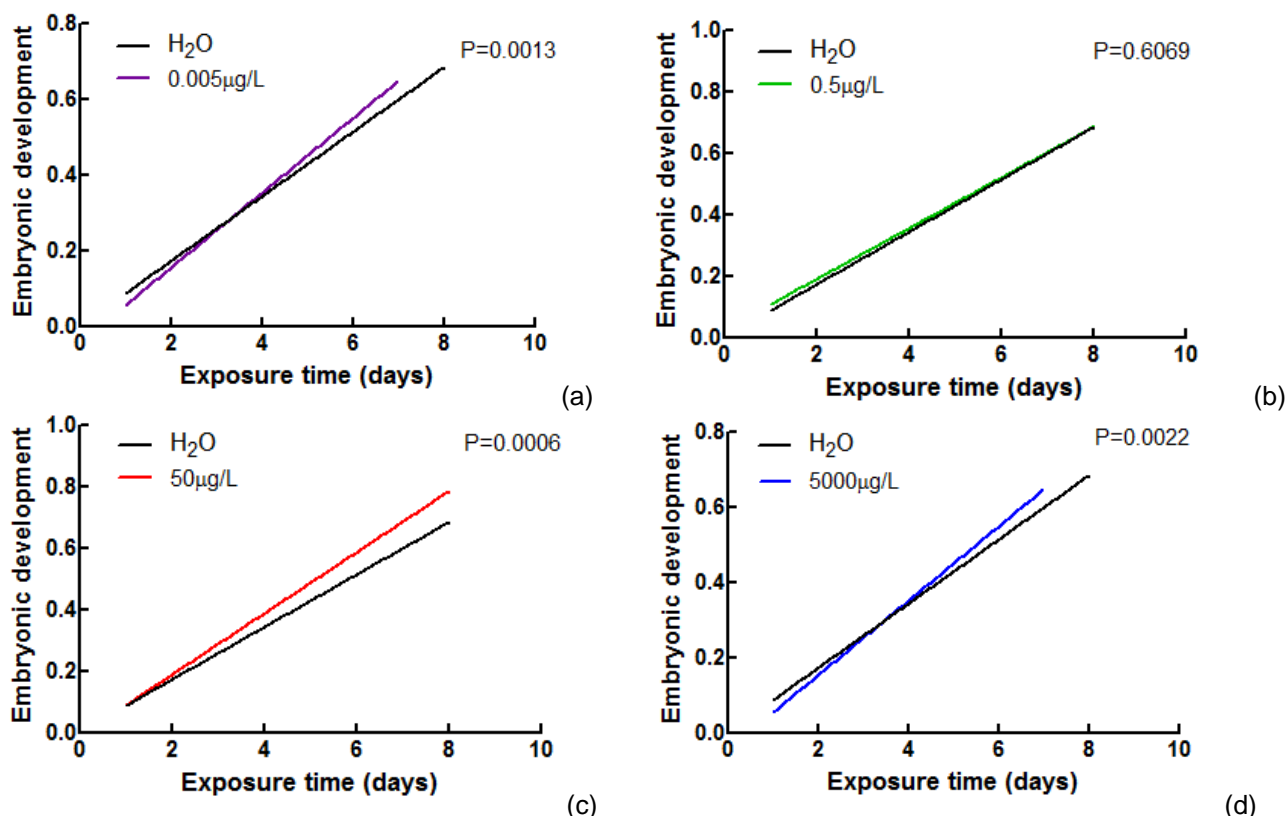 H₂O
0.005µg/L
P=0.0013
Embryonic development
0.8
0.6
0.4
0.2
0.0
0 2 4 6 8 10
Exposure time (days)
(a)
H₂O
0.5µg/L
P=0.6069
Embryonic development
1.0
0.8
0.6
0.4
0.2
0.0
0 2 4 6 8 10
Exposure time (days)
(b)
H₂O
50µg/L
P=0.0006
Embryonic development
1.0
0.8
0.6
0.4
0.2
0.0
0 2 4 6 8 10
Exposure time (days)
(c)
H₂O
5000µg/L
P=0.0022
Embryonic development
0.8
0.6
0.4
0.2
0.0
0 2 4 6 8 10
Exposure time (days)
(d)